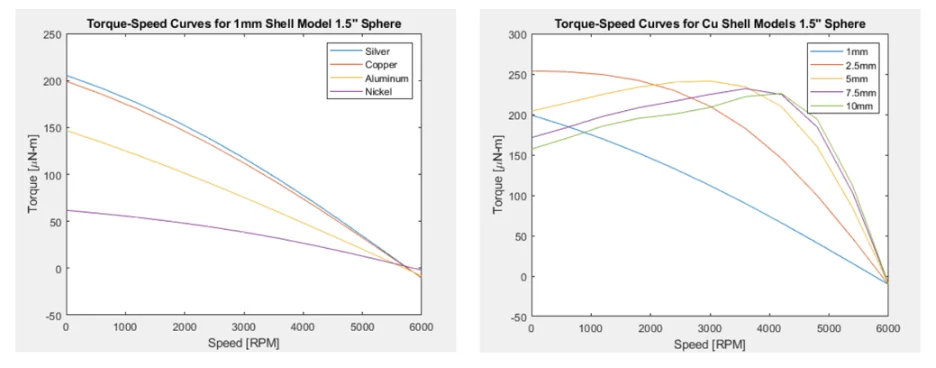 Torque-Speed Curves for 1mm Shell Model 1.5" Sphere
250
200
150
100
50
0
-50
Torque [μN-m]
Silver
Copper
Aluminum
Nickel
0 1000 2000 3000 4000 5000 6000
Speed [RPM]
Torque-Speed Curves for Cu Shell Models 1.5" Sphere
300
250
200
150
100
50
0
-50
Torque [μN-m]
1mm
2.5mm
5mm
7.5mm
10mm
0 1000 2000 3000 4000 5000 6000
Speed [RPM]